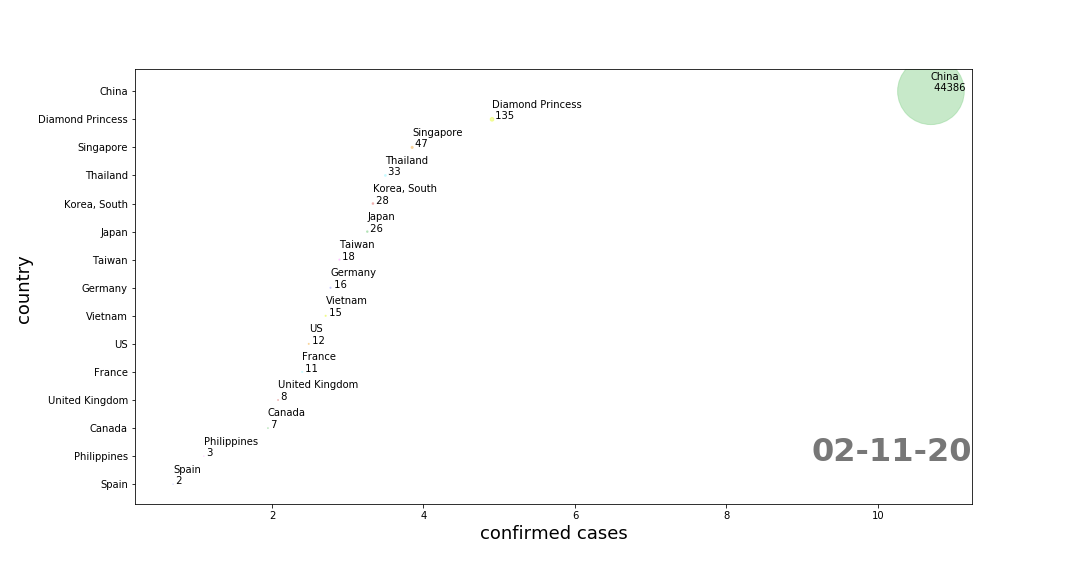 China
China
44386
Diamond Princess
Diamond Princess
135
Singapore
Singapore
47
Thailand
Thailand
33
Korea, South
Korea, South
28
Japan
Japan
26
Taiwan
Taiwan
18
Germany
Germany
16
Vietnam
Vietnam
15
US
US
12
France
France
11
United Kingdom
United Kingdom
8
Canada
Canada
7
Philippines
Philippines
3
Spain
Spain
2
country
02-11-20
2 4 6 8 10
confirmed cases